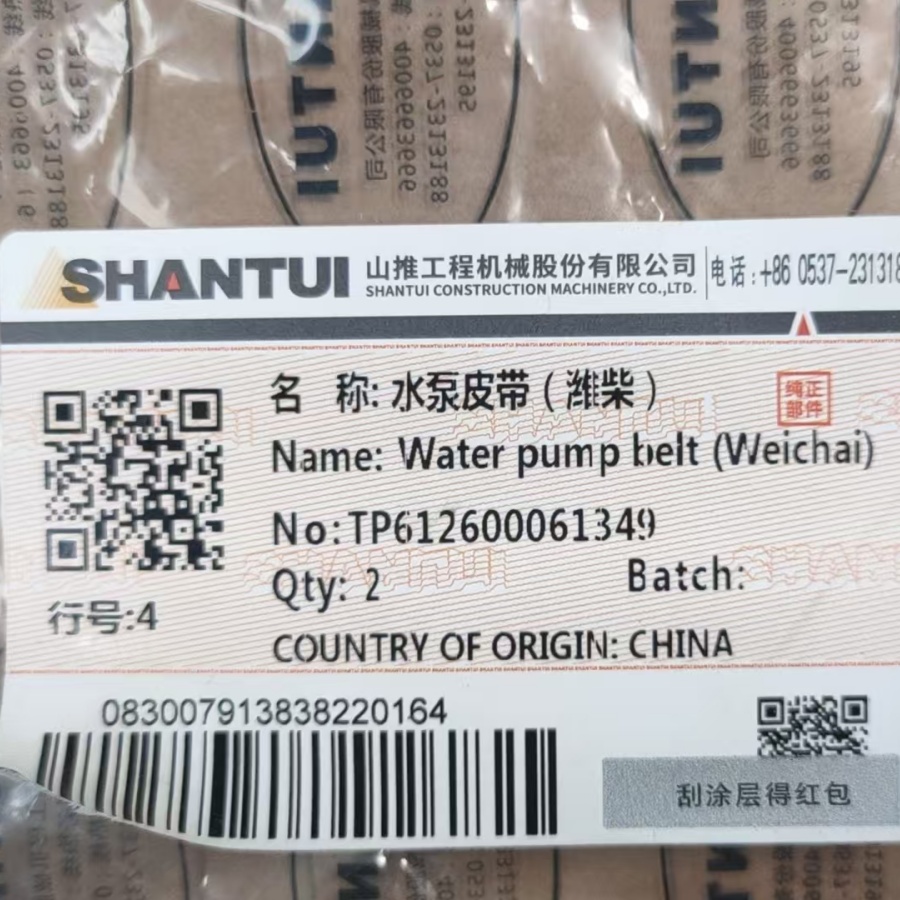 SHANTUI
山推工程机械股份有限公司
SHANTUI CONSTRUCTION MACHINERY CO.,LTD.
电话:+86 0537-2313188
纯正
部件
名 称: 水泵皮带 ( 潍柴 )
Name: Water pump belt (Weichai)
No:TP612600061349
Qty: 2
Batch:
行号:4
COUNTRY OF ORIGIN: CHINA
083007913838220164
刮涂层得红包